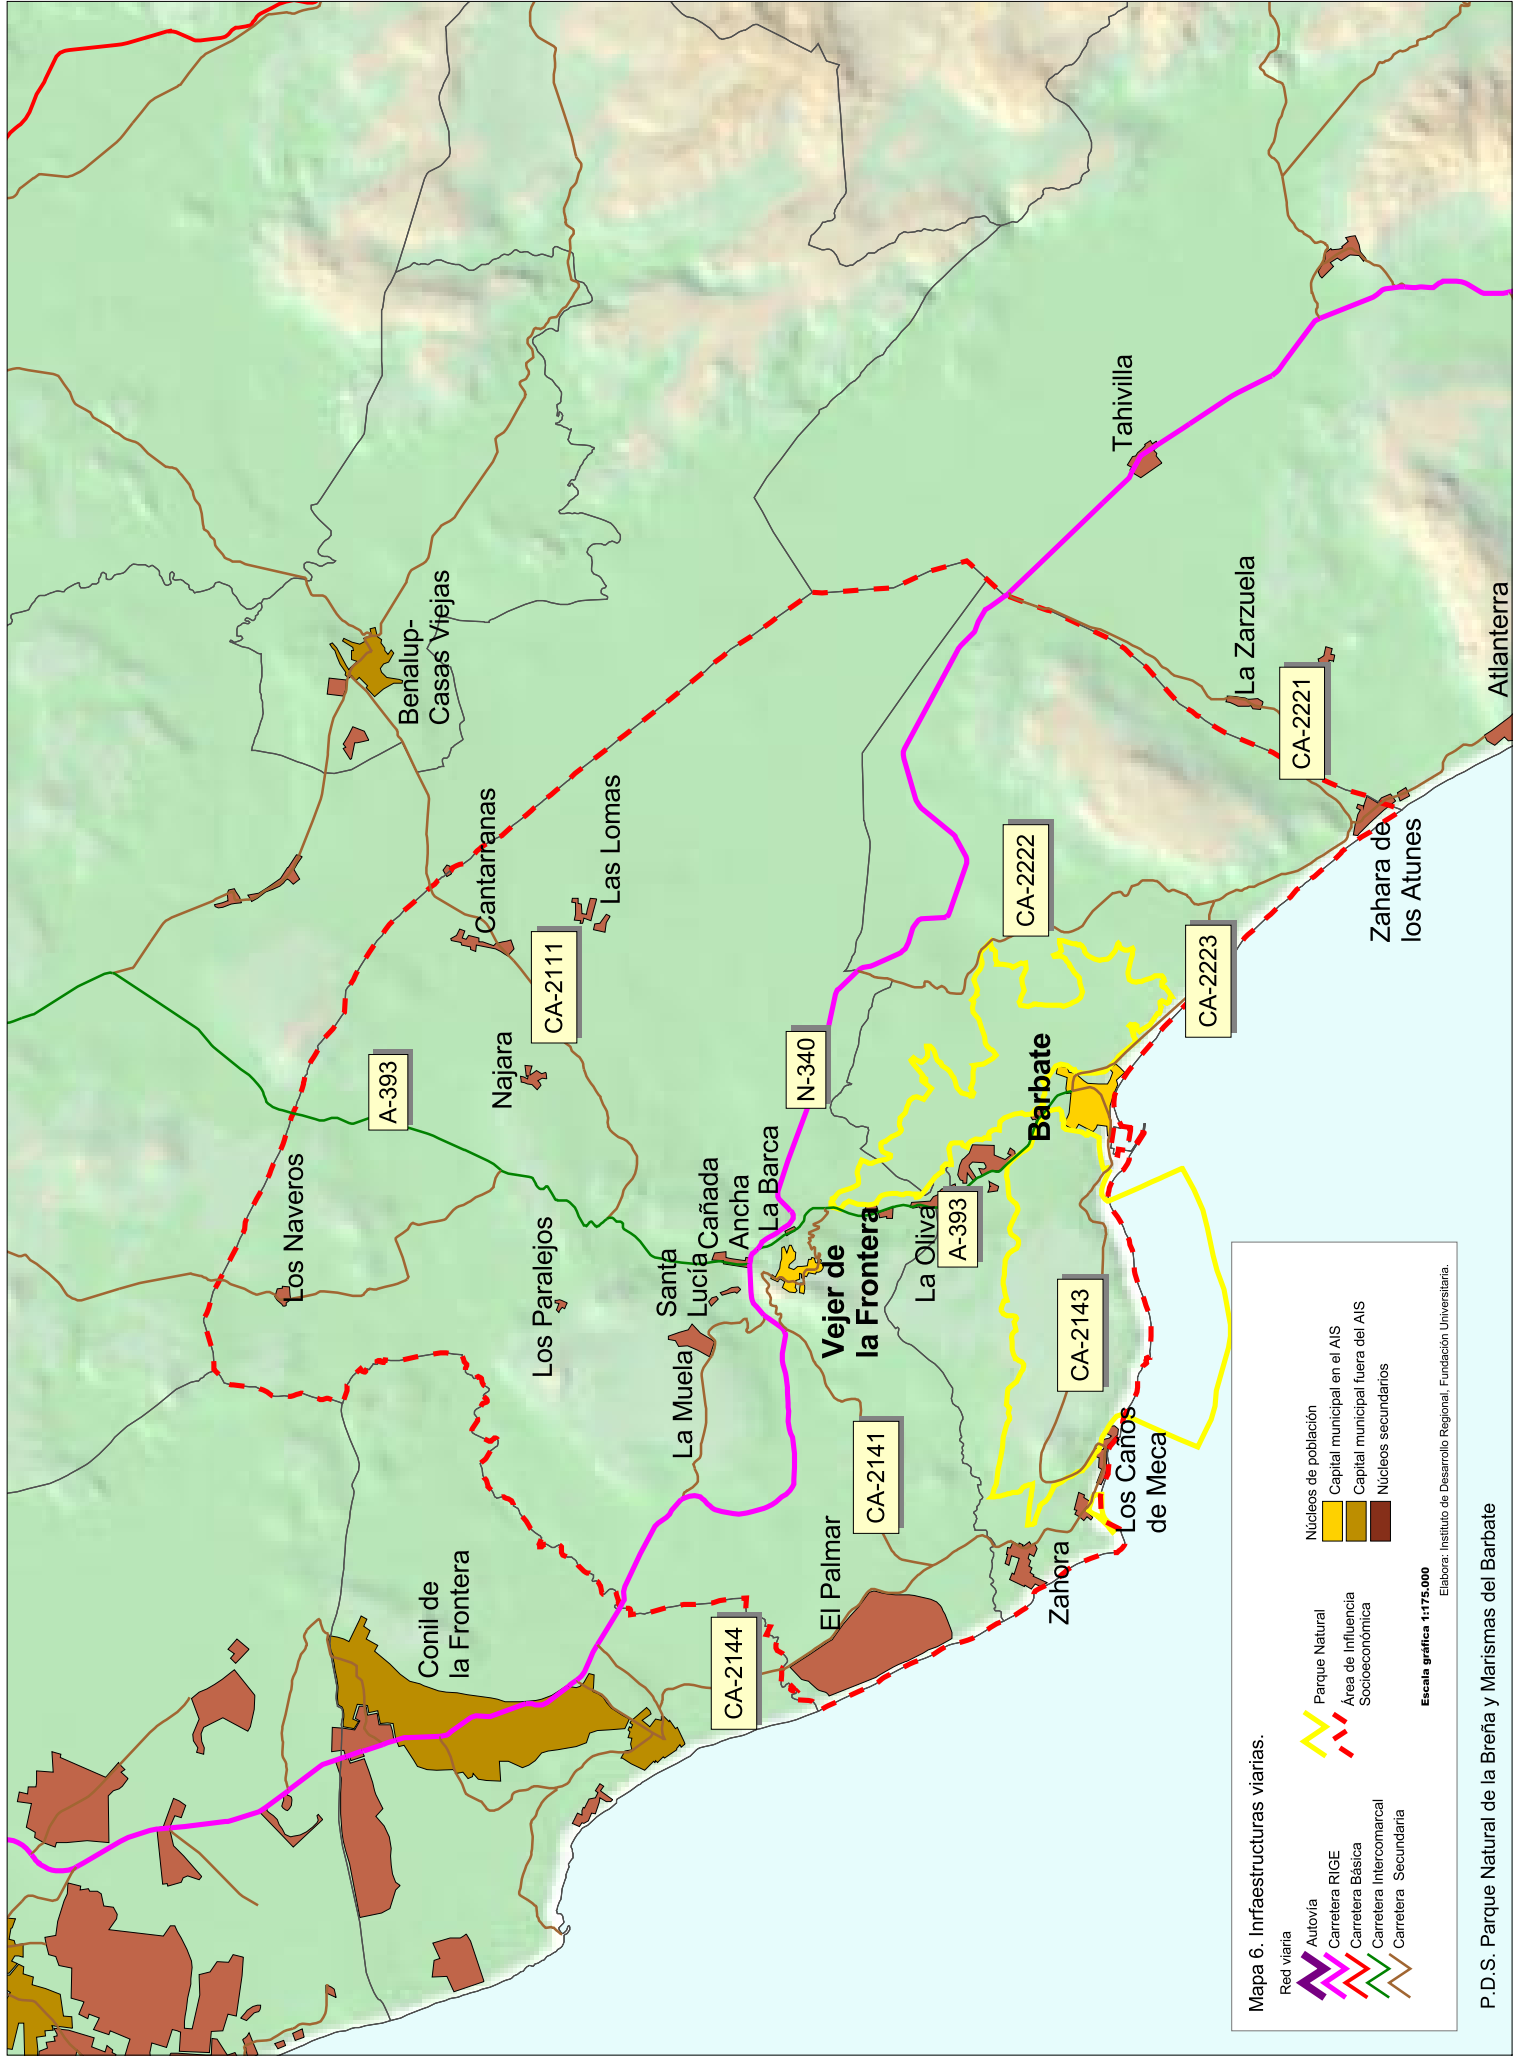 Benalup-
Casas Viejas
Cantarranas
Las Lomas
CA-2111
A-393
Najara
Los Naveros
Los Paralejos
Santa
Lucía
Cañada
Ancha
La Barca
N-340
La Muela
Vejer de
la Frontera
La Oliva
A-393
Barbate
CA-2222
CA-2223
CA-2221
Tahivilla
La Zarzuela
Atlanterra
Zahara de
los Atunes
CA-2143
CA-2141
Los Caños
de Meca
Zahora
El Palmar
CA-2144
Conil de
la Frontera
Mapa 6. Inrfaestructuras viarias.
Red viaria
Autovía
Carretera RIGE
Carretera Básica
Carretera Intercomarcal
Carretera Secundaria
Parque Natural
Área de Influencia
Socioeconómica
Núcleos de población
Capital municipal en el AIS
Capital municipal fuera del AIS
Núcleos secundarios
Escala gráfica 1:175.000
Elabora: Instituto de Desarrollo Regional, Fundación Universitaria.
P.D.S. Parque Natural de la Breña y Marismas del Barbate